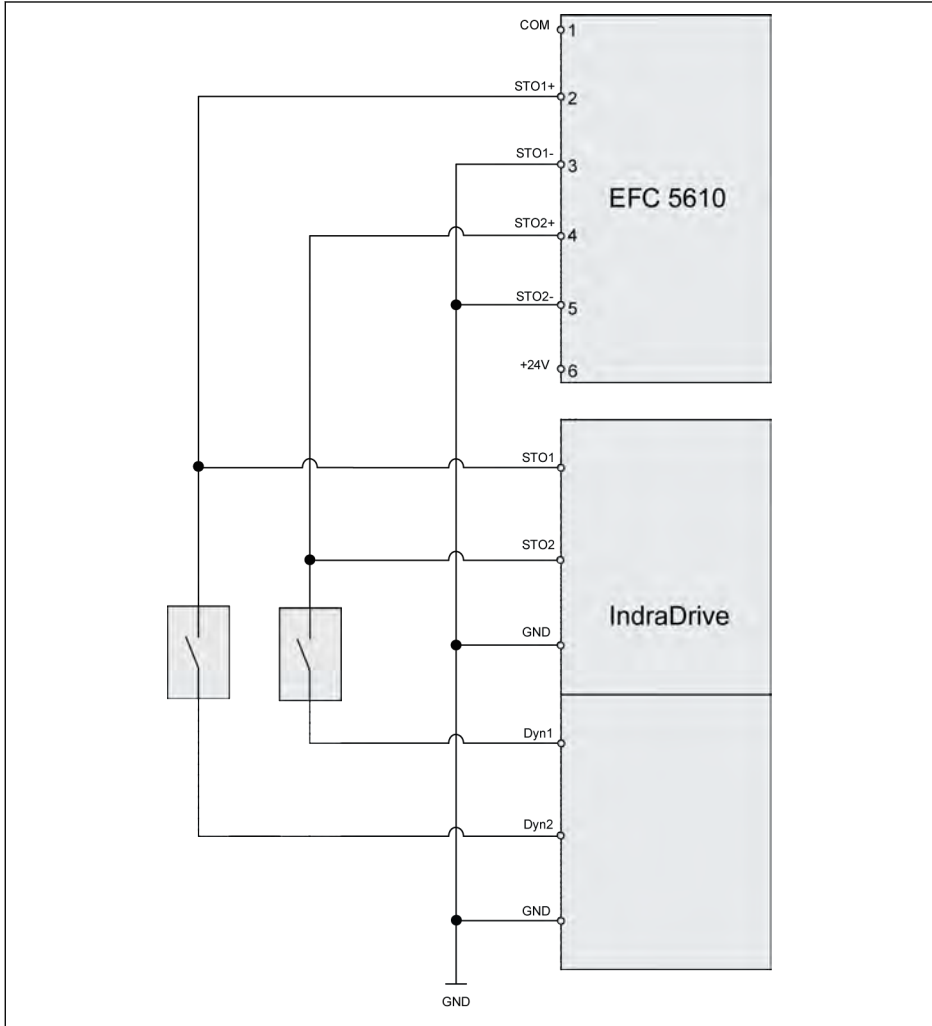 COM 1
STO1+ 2
STO1- 3
EFC 5610
STO2+ 4
STO2- 5
+24V 6
STO1
STO2
IndraDrive
GND
Dyn1
Dyn2
GND
GND